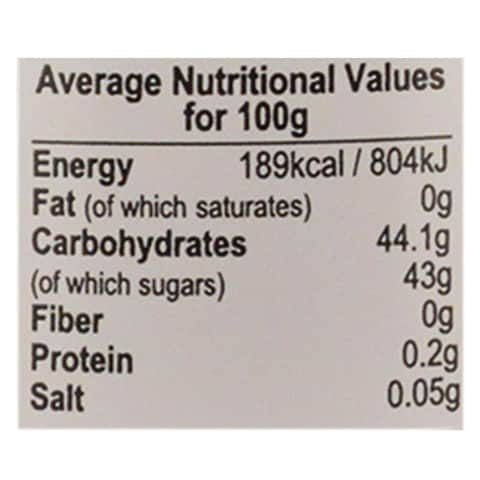 Average Nutritional Values
for 100g
Energy 189kcal / 804kJ
Fat (of which saturates) 0g
Carbohydrates 44.1g
(of which sugars) 43g
Fiber 0g
Protein 0.2g
Salt 0.05g